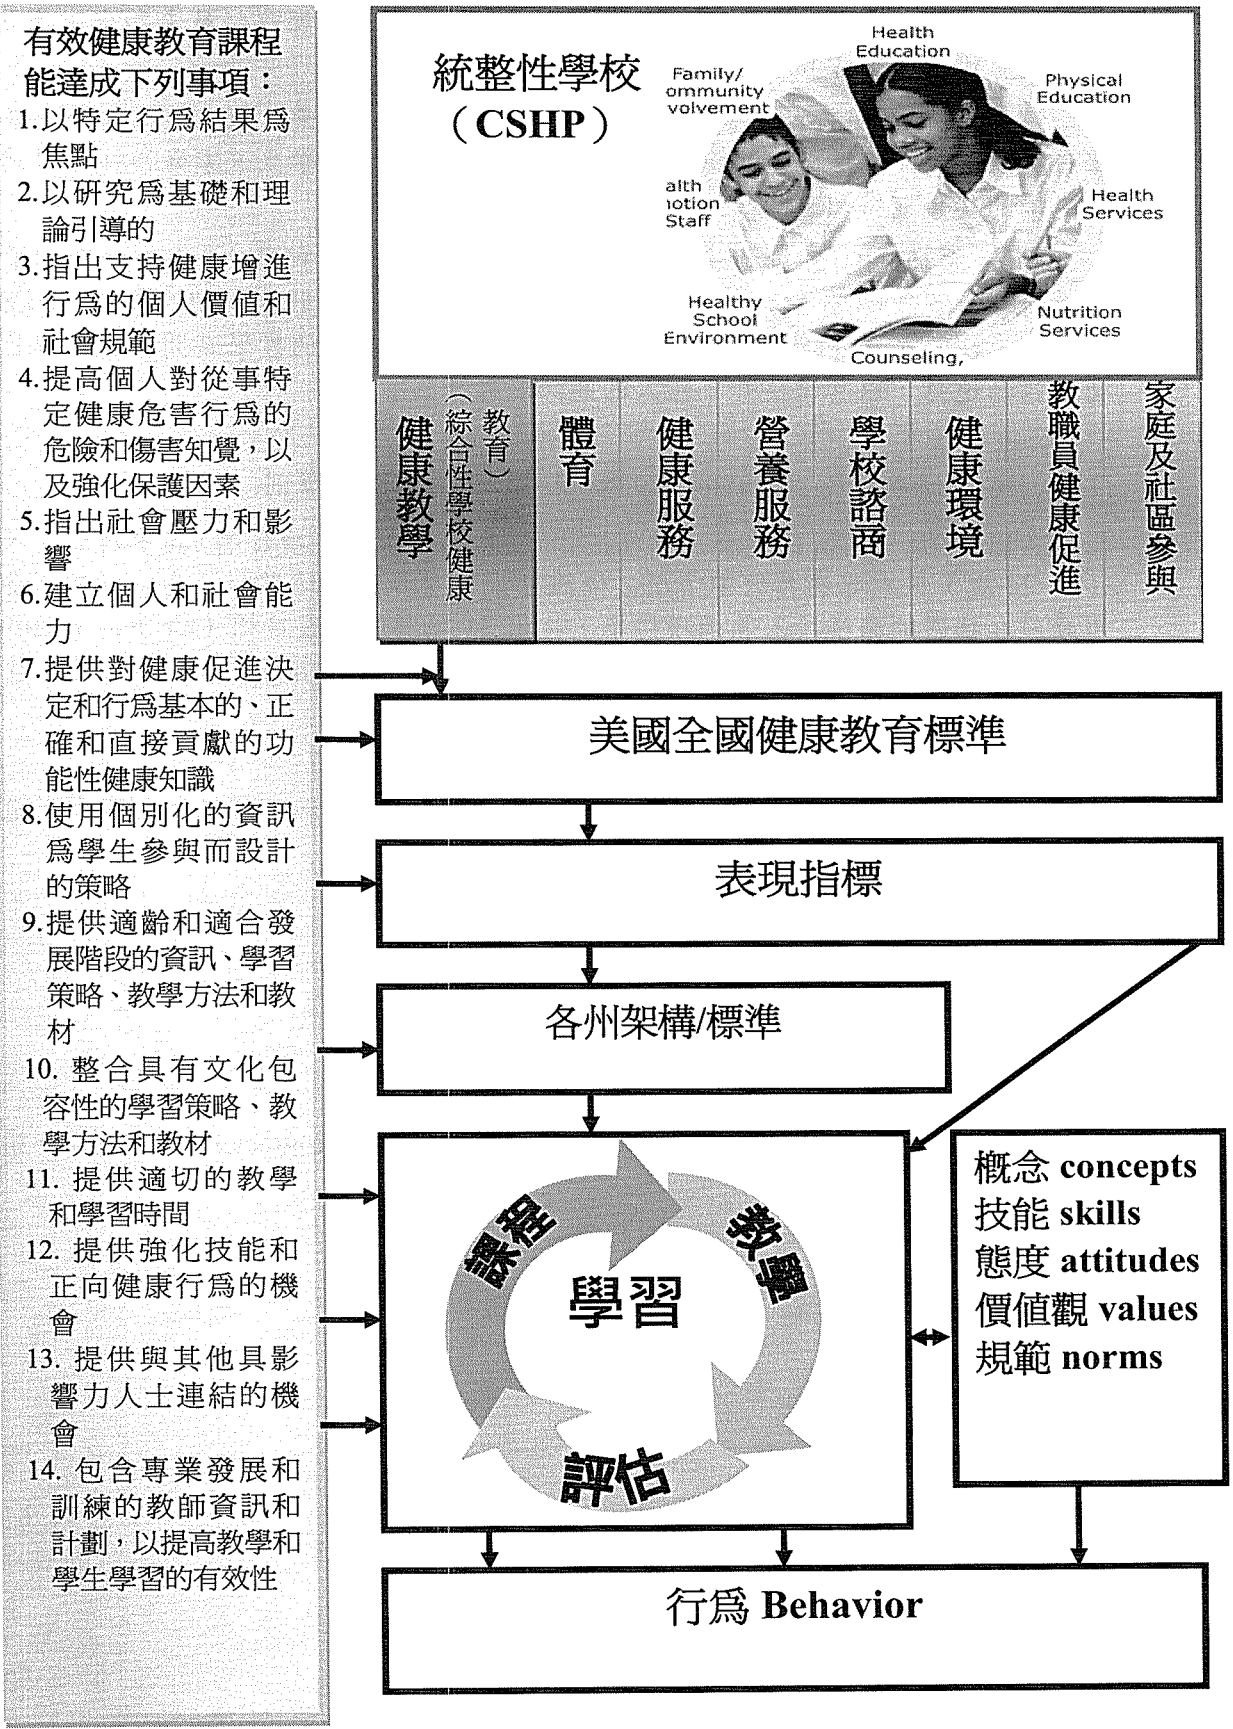 有效健康教育課程
能達成下列事項：
1.以特定行爲結果爲
焦點
2.以研究爲基礎和理
論引導的
3.指出支持健康增進
行爲的個人價値和
社會規範
4.提高個人對從事特
定健康危害行爲的
危險和傷害知覺，以
及強化保護因素
5.指出社會壓力和影
響
6.建立個人和社會能
力
7.提供對健康促進決
定和行爲基本的、正
確和直接貢獻的功
能性健康知識
8.使用個別化的資訊
爲學生參與而設計
的策略
9.提供適齡和適合發
展階段的資訊、學習
策略、教學方法和教
材
10. 整合具有文化包
容性的學習策略、教
學方法和教材
11. 提供適切的教學
和學習時間
12. 提供強化技能和
正向健康行爲的機
會
13. 提供與其他具影
響力人士連結的機
會
14. 包含專業發展和
訓練的教師資訊和
計劃，以提高教學和
學生學習的有效性
統整性學校
（CSHP）
Health
Education
Physical
Education
Health
Services
Nutrition
Services
Counseling,
Healthy
School
Environment
alth
notion
Staff
Family/
ommunity
volvement
健康教學
（綜合性學校健康
教育）
體育
健康服務
營養服務
學校諮商
健康環境
教職員健康促進
家庭及社區參與
美國全國健康教育標準
表現指標
各州架構/標準
課程
教學
評估
學習
概念 concepts
技能 skills
態度 attitudes
價値觀 values
規範 norms
行爲 Behavior